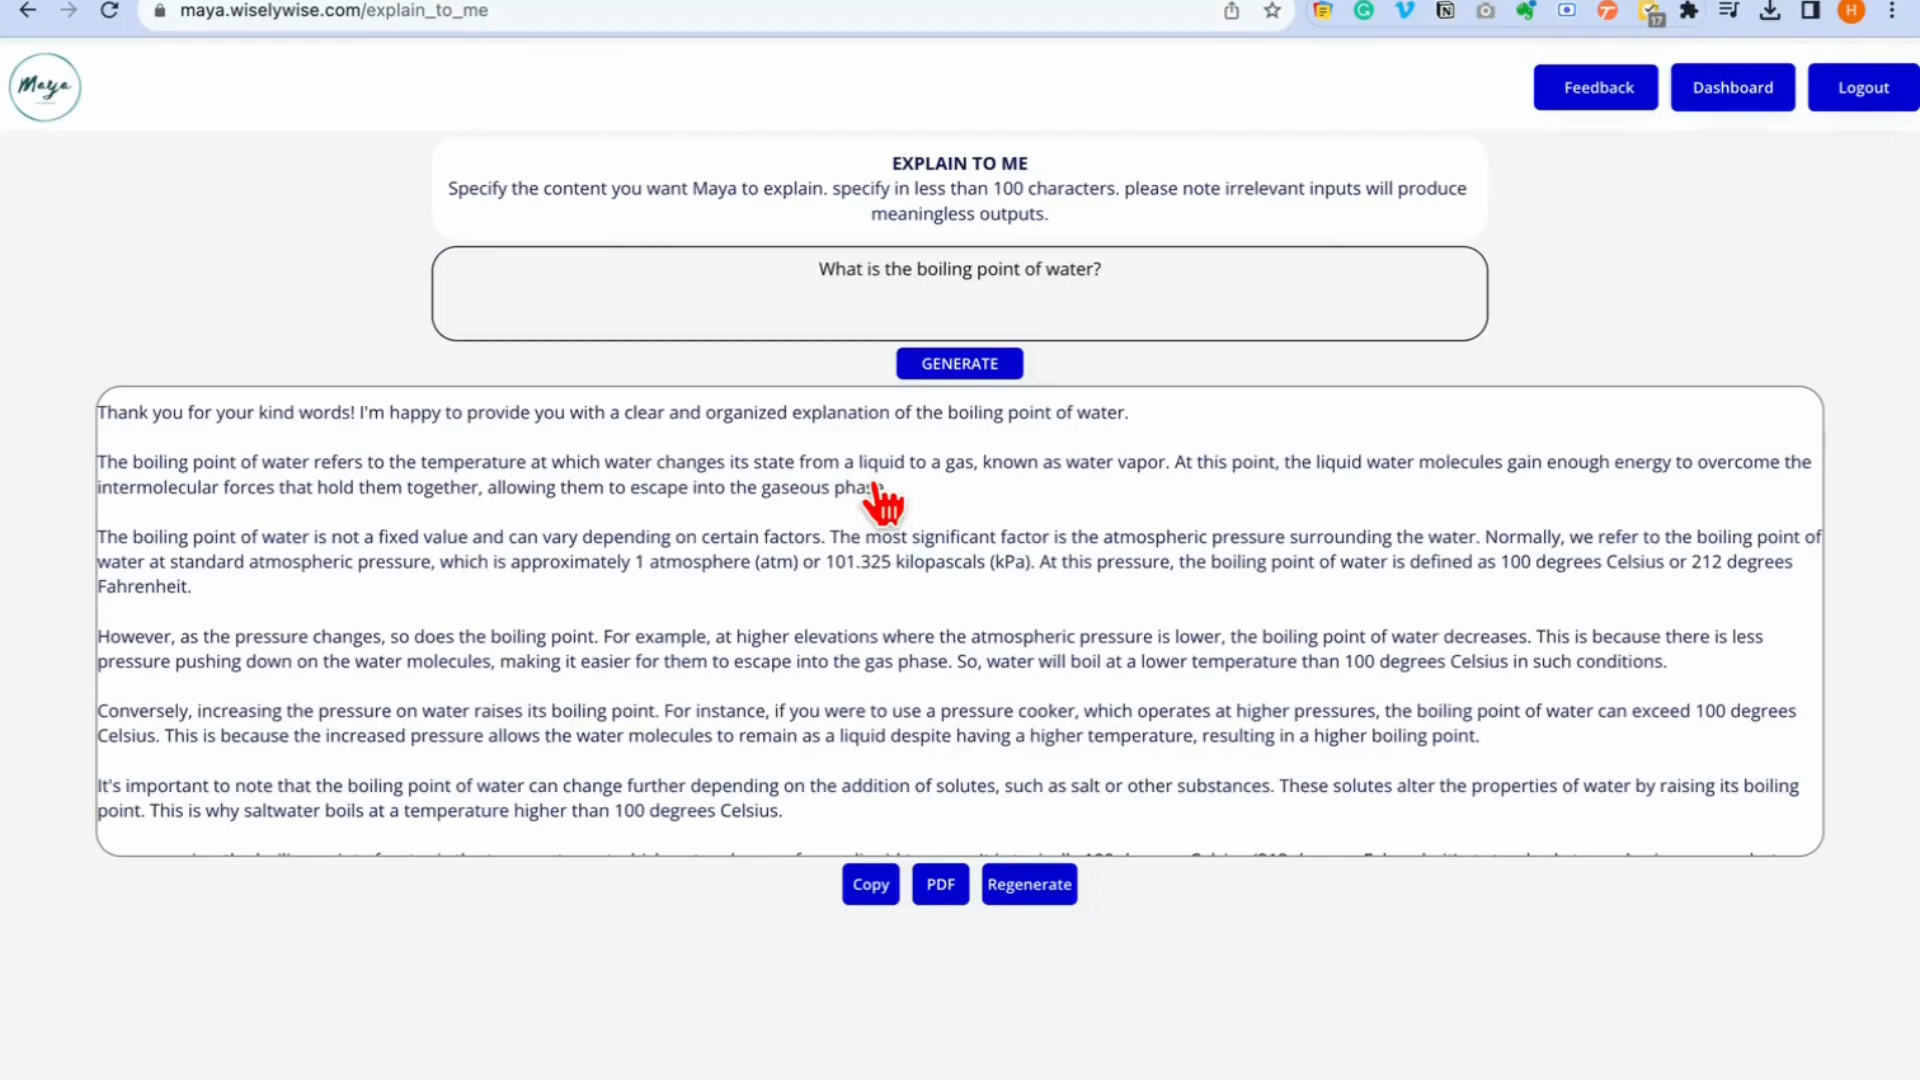 maya.wiselywise.com/explain_to_me
17
H
Maya
Feedback
Dashboard
Logout
EXPLAIN TO ME
Specify the content you want Maya to explain. specify in less than 100 characters. please note irrelevant inputs will produce
meaningless outputs.
What is the boiling point of water?
GENERATE
Thank you for your kind words! I'm happy to provide you with a clear and organized explanation of the boiling point of water.
The boiling point of water refers to the temperature at which water changes its state from a liquid to a gas, known as water vapor. At this point, the liquid water molecules gain enough energy to overcome the
intermolecular forces that hold them together, allowing them to escape into the gaseous phase.
The boiling point of water is not a fixed value and can vary depending on certain factors. The most significant factor is the atmospheric pressure surrounding the water. Normally, we refer to the boiling point of
water at standard atmospheric pressure, which is approximately 1 atmosphere (atm) or 101.325 kilopascals (kPa). At this pressure, the boiling point of water is defined as 100 degrees Celsius or 212 degrees
Fahrenheit.
However, as the pressure changes, so does the boiling point. For example, at higher elevations where the atmospheric pressure is lower, the boiling point of water decreases. This is because there is less
pressure pushing down on the water molecules, making it easier for them to escape into the gas phase. So, water will boil at a lower temperature than 100 degrees Celsius in such conditions.
Conversely, increasing the pressure on water raises its boiling point. For instance, if you were to use a pressure cooker, which operates at higher pressures, the boiling point of water can exceed 100 degrees
Celsius. This is because the increased pressure allows the water molecules to remain as a liquid despite having a higher temperature, resulting in a higher boiling point.
It's important to note that the boiling point of water can change further depending on the addition of solutes, such as salt or other substances. These solutes alter the properties of water by raising its boiling
point. This is why saltwater boils at a temperature higher than 100 degrees Celsius.
Copy
PDF
Regenerate